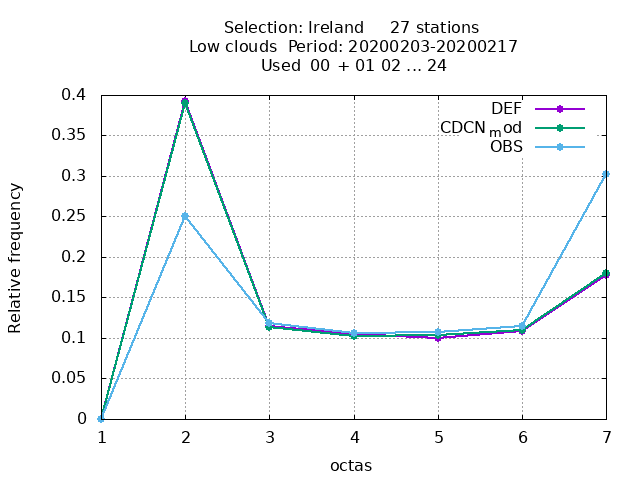 Selection: Ireland 27 stations
Low clouds Period: 20200203-20200217
Used 00 + 01 02 ... 24
0.4
0.35
0.3
0.25
0.2
0.15
0.1
0.05
0
Relative frequency
DEF
CDCN_mod
OBS
1 2 3 4 5 6 7
octas